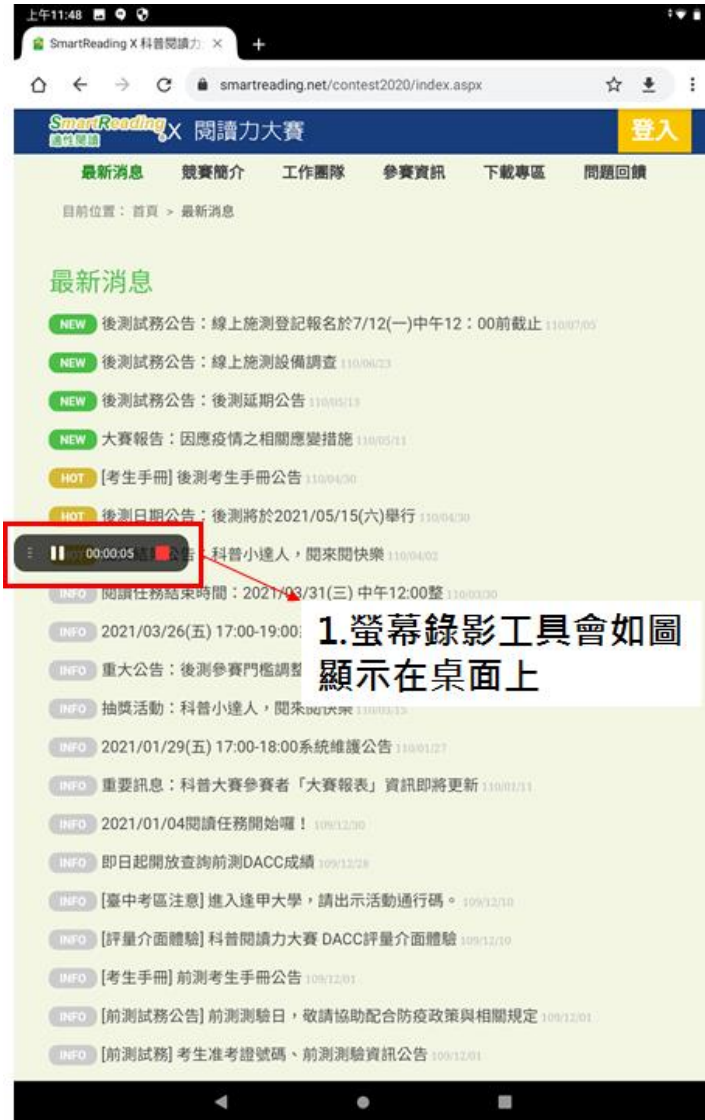 上午11:48
SmartReading X 科普閱讀力
smartreading.net/contest2020/index.aspx
SmartReading X 閱讀力大賽
適性閱讀
登入
最新消息 競賽簡介 工作團隊 參賽資訊 下載專區 問題回饋
目前位置： 首頁 > 最新消息
最新消息
NEW 後測試務公告：線上施測登記報名於7/12(一)中午12：00前截止 110/07/05
NEW 後測試務公告：線上施測設備調查 110/06/23
NEW 後測試務公告：後測延期公告 110/05/13
NEW 大賽報告：因應疫情之相關應變措施 110/05/11
HOT [考生手冊] 後測考生手冊公告 110/04/30
HOT 後測日期公告：後測將於2021/05/15(六)舉行 110/04/30
00:00:05 公告：科普小達人，閱來閱快樂 110/04/02
INFO 閱讀任務結束時間：2021/03/31(三) 中午12:00整 110/03/30
INFO 2021/03/26(五) 17:00-19:00
INFO 重大公告：後測參賽門檻調整
1.螢幕錄影工具會如圖
顯示在桌面上
INFO 抽獎活動：科普小達人，閱來閱快樂 110/03/15
INFO 2021/01/29(五) 17:00-18:00系統維護公告 110/01/27
INFO 重要訊息：科普大賽參賽者「大賽報表」資訊即將更新 110/01/11
INFO 2021/01/04閱讀任務開始囉！ 109/12/30
INFO 即日起開放查詢前測DACC成績 109/12/28
INFO [臺中考區注意] 進入逢甲大學，請出示活動通行碼。 109/12/10
INFO [評量介面體驗] 科普閱讀力大賽 DACC評量介面體驗 109/12/10
INFO [考生手冊] 前測考生手冊公告 109/12/01
INFO [前測試務公告] 前測測驗日，敬請協助配合防疫政策與相關規定 109/12/01
INFO [前測試務] 考生准考證號碼、前測測驗資訊公告 109/12/01